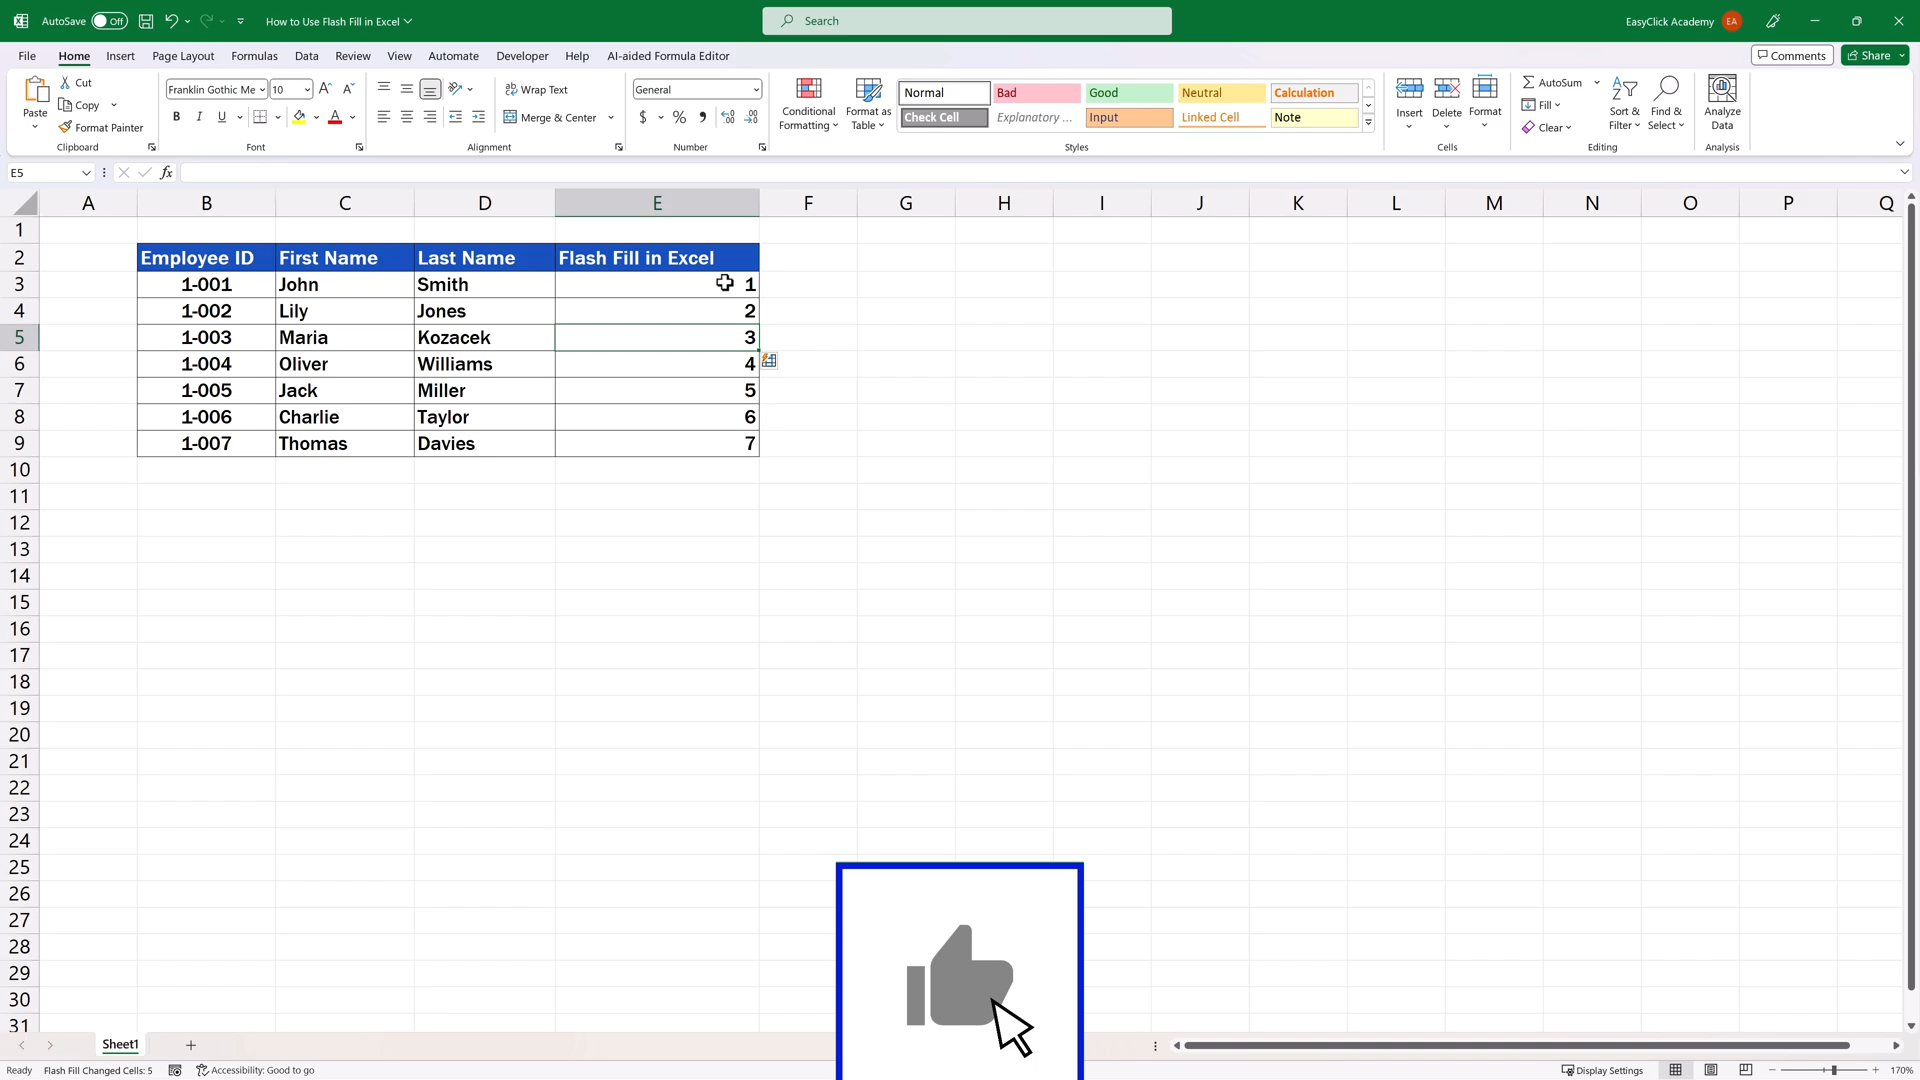 AutoSave Off How to Use Flash Fill in Excel Search EasyClick Academy EA
File Home Insert Page Layout Formulas Data Review View Automate Developer Help AI-aided Formula Editor Comments Share
Paste Cut Copy Format Painter Clipboard
Franklin Gothic Me 10 B I U A Font
Wrap Text Merge & Center Alignment
General $ % Number
Conditional Formatting Format as Table
Normal Bad Good Neutral Calculation
Check Cell Explanatory ... Input Linked Cell Note
Styles
Insert Delete Format Cells
AutoSum Fill Clear Sort & Filter Find & Select Editing
Analyze Data Analysis
E5 fx
A B C D E F G H I J K L M N O P Q
1
2 Employee ID First Name Last Name Flash Fill in Excel
3 1-001 John Smith 1
4 1-002 Lily Jones 2
5 1-003 Maria Kozacek 3
6 1-004 Oliver Williams 4
7 1-005 Jack Miller 5
8 1-006 Charlie Taylor 6
9 1-007 Thomas Davies 7
10
11
12
13
14
15
16
17
18
19
20
21
22
23
24
25
26
27
28
29
30
31
Sheet1
Ready Flash Fill Changed Cells: 5 Accessibility: Good to go Display Settings 170%